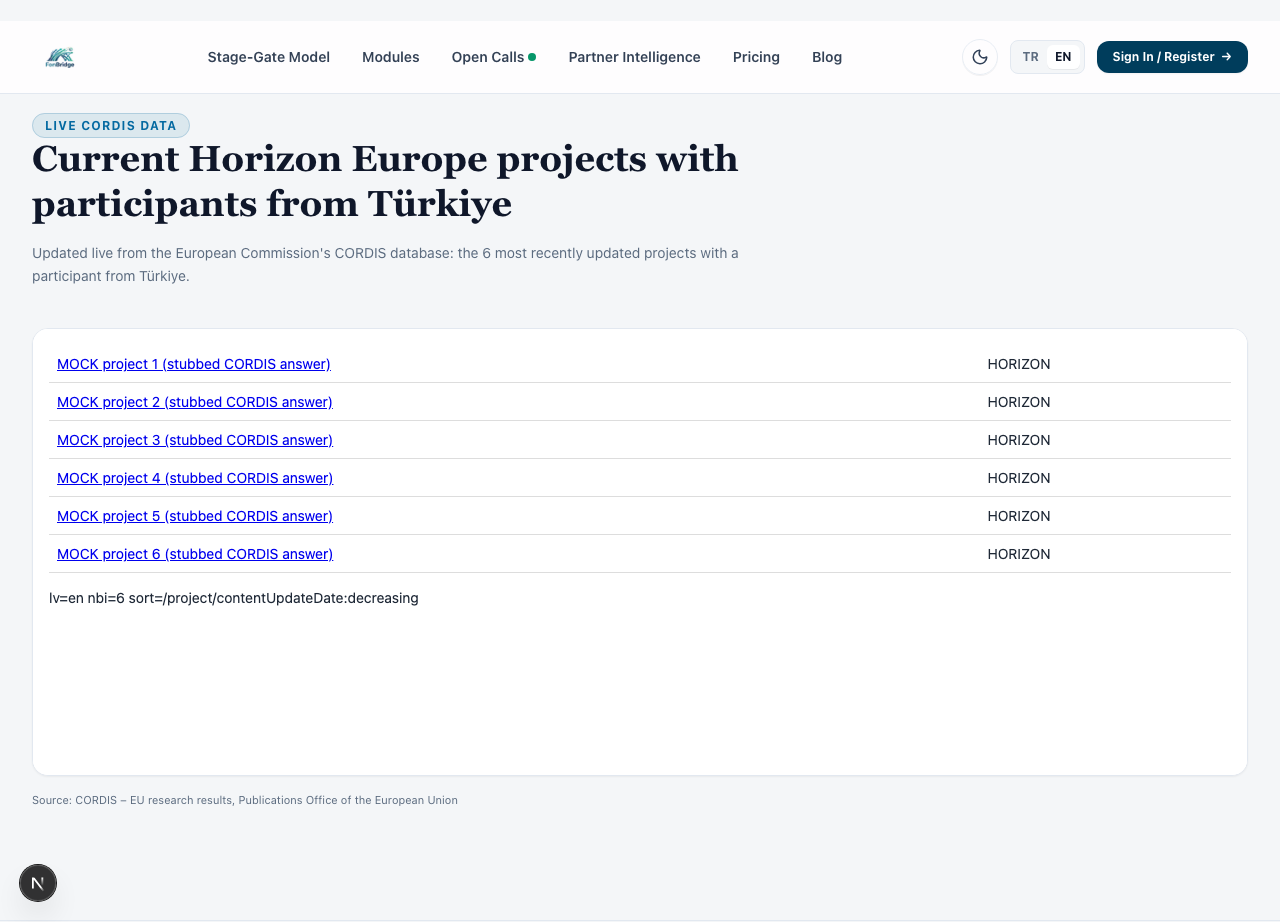 FonBridge
Stage-Gate Model
Modules
Open Calls
Partner Intelligence
Pricing
Blog
TR
EN
Sign In / Register →
LIVE CORDIS DATA
Current Horizon Europe projects with
participants from Türkiye
Updated live from the European Commission's CORDIS database: the 6 most recently updated projects with a
participant from Türkiye.
MOCK project 1 (stubbed CORDIS answer) HORIZON
MOCK project 2 (stubbed CORDIS answer) HORIZON
MOCK project 3 (stubbed CORDIS answer) HORIZON
MOCK project 4 (stubbed CORDIS answer) HORIZON
MOCK project 5 (stubbed CORDIS answer) HORIZON
MOCK project 6 (stubbed CORDIS answer) HORIZON
lv=en nbi=6 sort=/project/contentUpdateDate:decreasing
Source: CORDIS – EU research results, Publications Office of the European Union
N